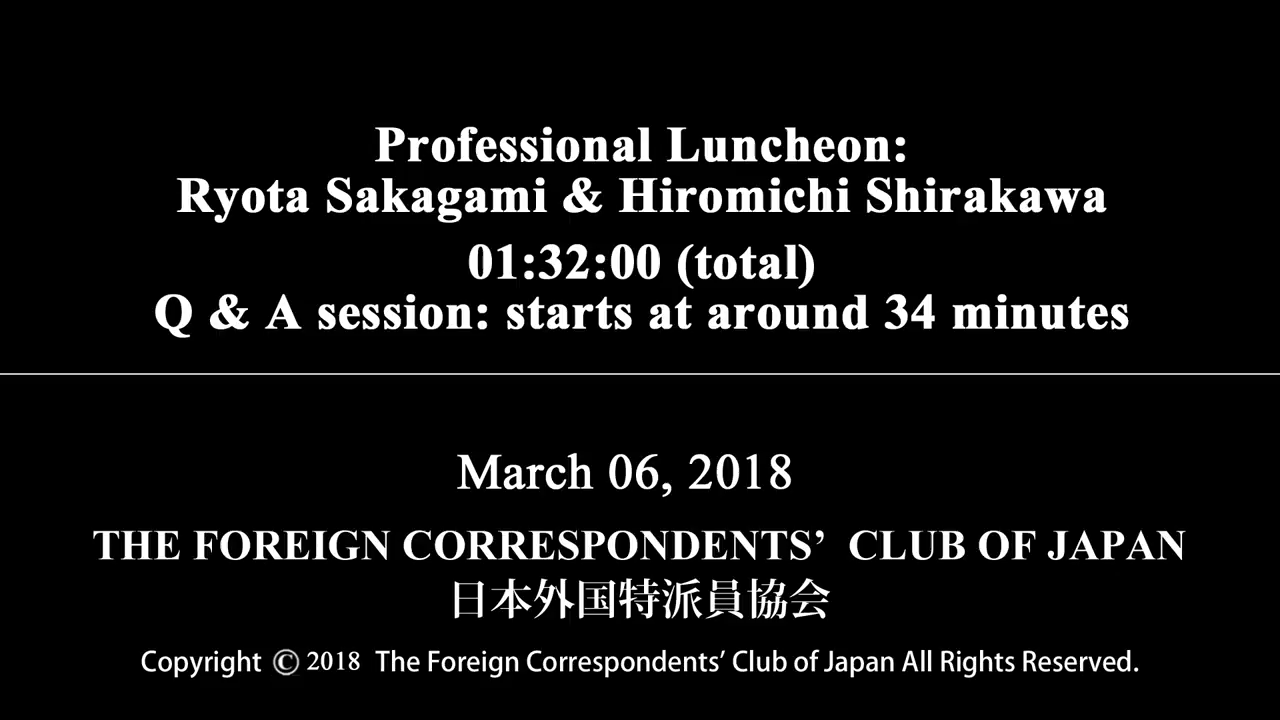 Professional Luncheon:
Ryota Sakagami & Hiromichi Shirakawa
01:32:00 (total)
Q & A session: starts at around 34 minutes
March 06, 2018
THE FOREIGN CORRESPONDENTS’ CLUB OF JAPAN
日本外国特派員協会
Copyright © 2018 The Foreign Correspondents’ Club of Japan All Rights Reserved.